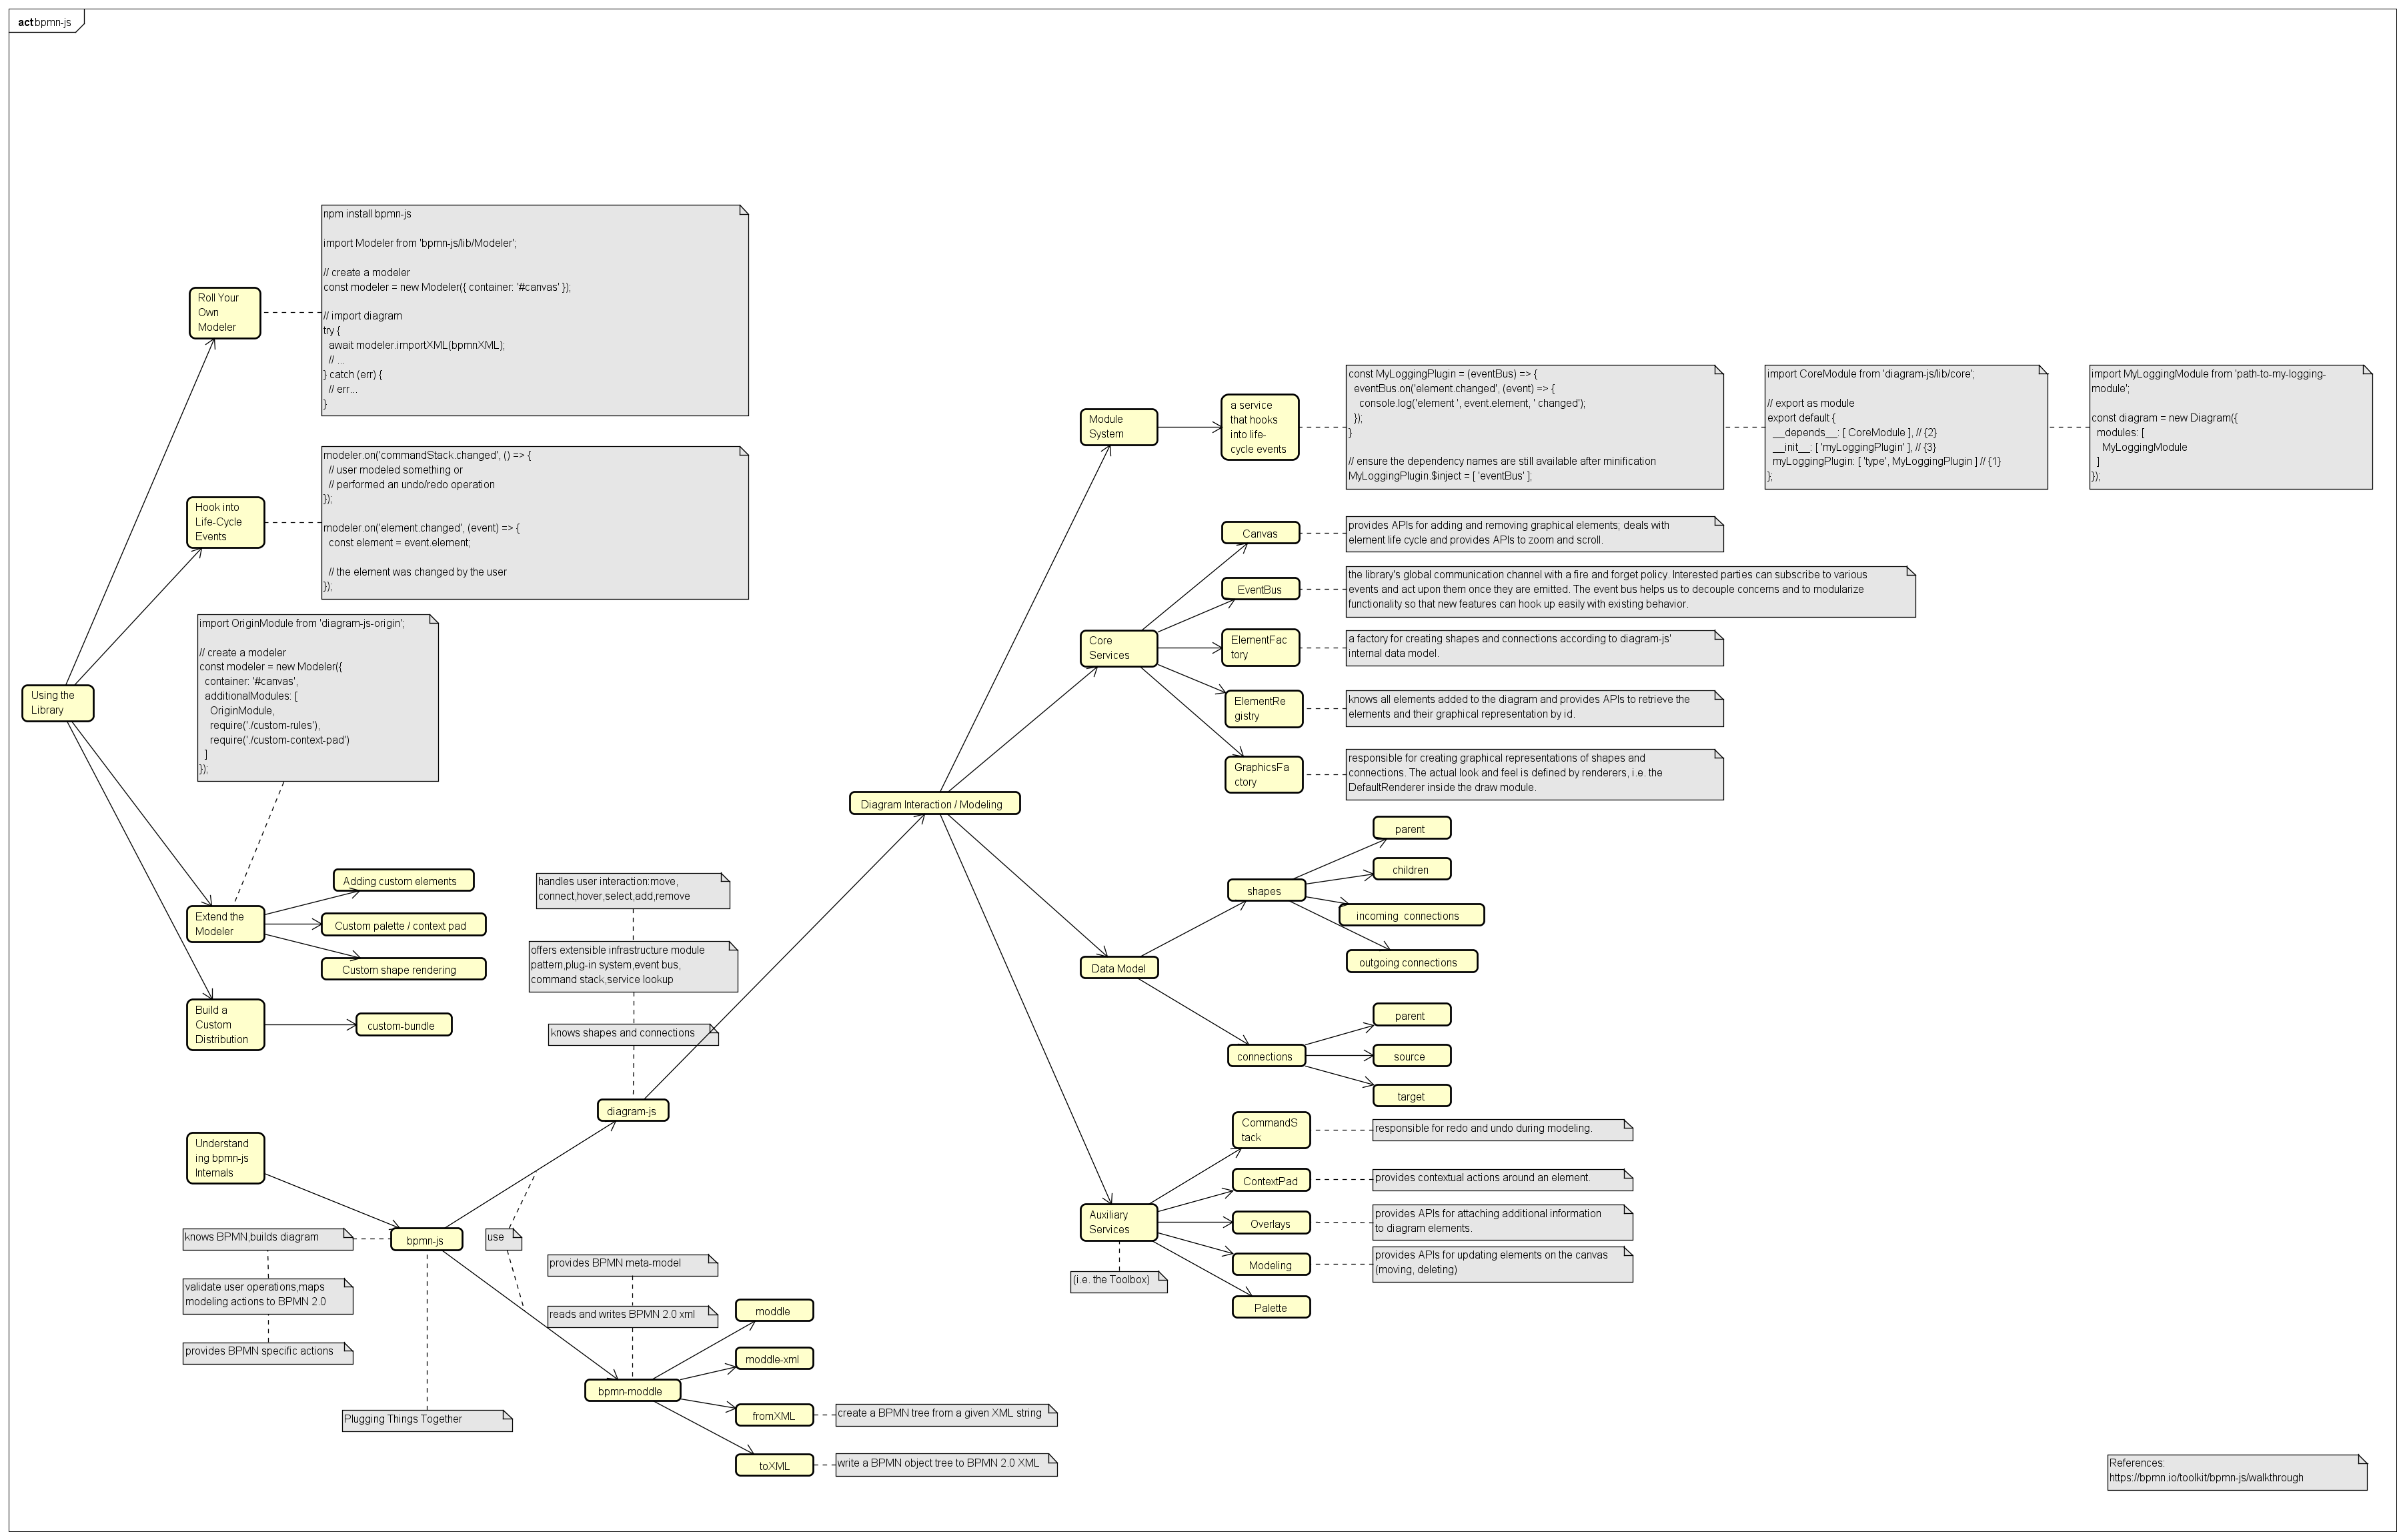 act bpmn-js
npm install bpmn-js
import Modeler from 'bpmn-js/lib/Modeler';
// create a modeler
const modeler = new Modeler({ container: '#canvas' });
// import diagram
try {
await modeler.importXML(bpmnXML);
// ...
} catch (err) {
// err...
}
Roll Your
Own
Modeler
modeler.on('commandStack.changed', () => {
// user modeled something or
// performed an undo/redo operation
});
modeler.on('element.changed', (event) => {
const element = event.element;
// the element was changed by the user
});
Hook into
Life-Cycle
Events
import OriginModule from 'diagram-js-origin';
// create a modeler
const modeler = new Modeler({
container: '#canvas',
additionalModules: [
OriginModule,
require('./custom-rules'),
require('./custom-context-pad')
]
});
Using the
Library
Extend the
Modeler
Adding custom elements
Custom palette / context pad
Custom shape rendering
Build a
Custom
Distribution
custom-bundle
handles user interaction:move,
connect,hover,select,add,remove
offers extensible infrastructure module
pattern,plug-in system,event bus,
command stack,service lookup
knows shapes and connections
diagram-js
Understand
ing bpmn-js
Internals
bpmn-js
knows BPMN,builds diagram
validate user operations,maps
modeling actions to BPMN 2.0
provides BPMN specific actions
Plugging Things Together
use
provides BPMN meta-model
reads and writes BPMN 2.0 xml
bpmn-moddle
moddle
moddle-xml
fromXML
create a BPMN tree from a given XML string
toXML
write a BPMN object tree to BPMN 2.0 XML
Diagram Interaction / Modeling
Module
System
a service
that hooks
into life-
cycle events
const MyLoggingPlugin = (eventBus) => {
eventBus.on('element.changed', (event) => {
console.log('element ', event.element, ' changed');
});
}
// ensure the dependency names are still available after minification
MyLoggingPlugin.$inject = [ 'eventBus' ];
import CoreModule from 'diagram-js/lib/core';
// export as module
export default {
__depends__: [ CoreModule ], // {2}
__init__: [ 'myLoggingPlugin' ], // {3}
myLoggingPlugin: [ 'type', MyLoggingPlugin ] // {1}
};
import MyLoggingModule from 'path-to-my-logging-
module';
const diagram = new Diagram({
modules: [
MyLoggingModule
]
});
Core
Services
Canvas
provides APIs for adding and removing graphical elements; deals with
element life cycle and provides APIs to zoom and scroll.
EventBus
the library's global communication channel with a fire and forget policy. Interested parties can subscribe to various
events and act upon them once they are emitted. The event bus helps us to decouple concerns and to modularize
functionality so that new features can hook up easily with existing behavior.
ElementFac
tory
a factory for creating shapes and connections according to diagram-js'
internal data model.
ElementRe
gistry
knows all elements added to the diagram and provides APIs to retrieve the
elements and their graphical representation by id.
GraphicsFa
ctory
responsible for creating graphical representations of shapes and
connections. The actual look and feel is defined by renderers, i.e. the
DefaultRenderer inside the draw module.
Data Model
shapes
parent
children
incoming  connections
outgoing connections
connections
parent
source
target
Auxiliary
Services
(i.e. the Toolbox)
CommandS
tack
responsible for redo and undo during modeling.
ContextPad
provides contextual actions around an element.
Overlays
provides APIs for attaching additional information
to diagram elements.
Modeling
provides APIs for updating elements on the canvas
(moving, deleting)
Palette
References:
https://bpmn.io/toolkit/bpmn-js/walkthrough